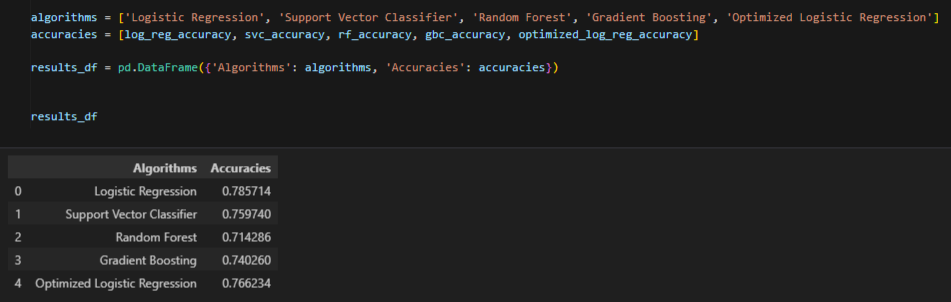 algorithms = ['Logistic Regression', 'Support Vector Classifier', 'Random Forest', 'Gradient Boosting', 'Optimized Logistic Regression']
accuracies = [log_reg_accuracy, svc_accuracy, rf_accuracy, gbc_accuracy, optimized_log_reg_accuracy]
results_df = pd.DataFrame({'Algorithms': algorithms, 'Accuracies': accuracies})
results_df
Algorithms Accuracies
0 Logistic Regression 0.785714
1 Support Vector Classifier 0.759740
2 Random Forest 0.714286
3 Gradient Boosting 0.740260
4 Optimized Logistic Regression 0.766234